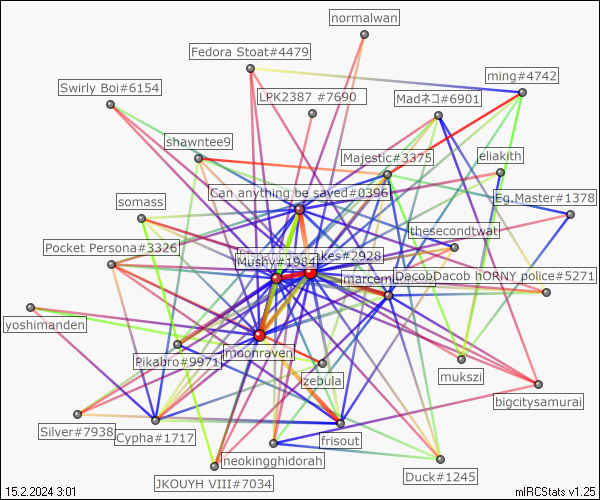 normalwan
Fedora Stoat#4479
ming#4742
Swirly Boi#6154
LPK2387 #7690
Madネコ#6901
shawntee9
Majestic#3375
eliakith
Can anything be saved#0396
Eg.Master#1378
somass
thesecondtwat
Pocket Persona#3326
akes#2928
Mushy#1984
DacobDacob hORNY police#5271
marcem
yoshimanden
moonraven
Pikabro#9971
zebula
mukszi
bigcitysamurai
Silver#7938
Cypha#1717
frisout
neokingghidorah
Duck#1245
JKOUYH VIII#7034
15.2.2024 3:01
mIRCStats v1.25